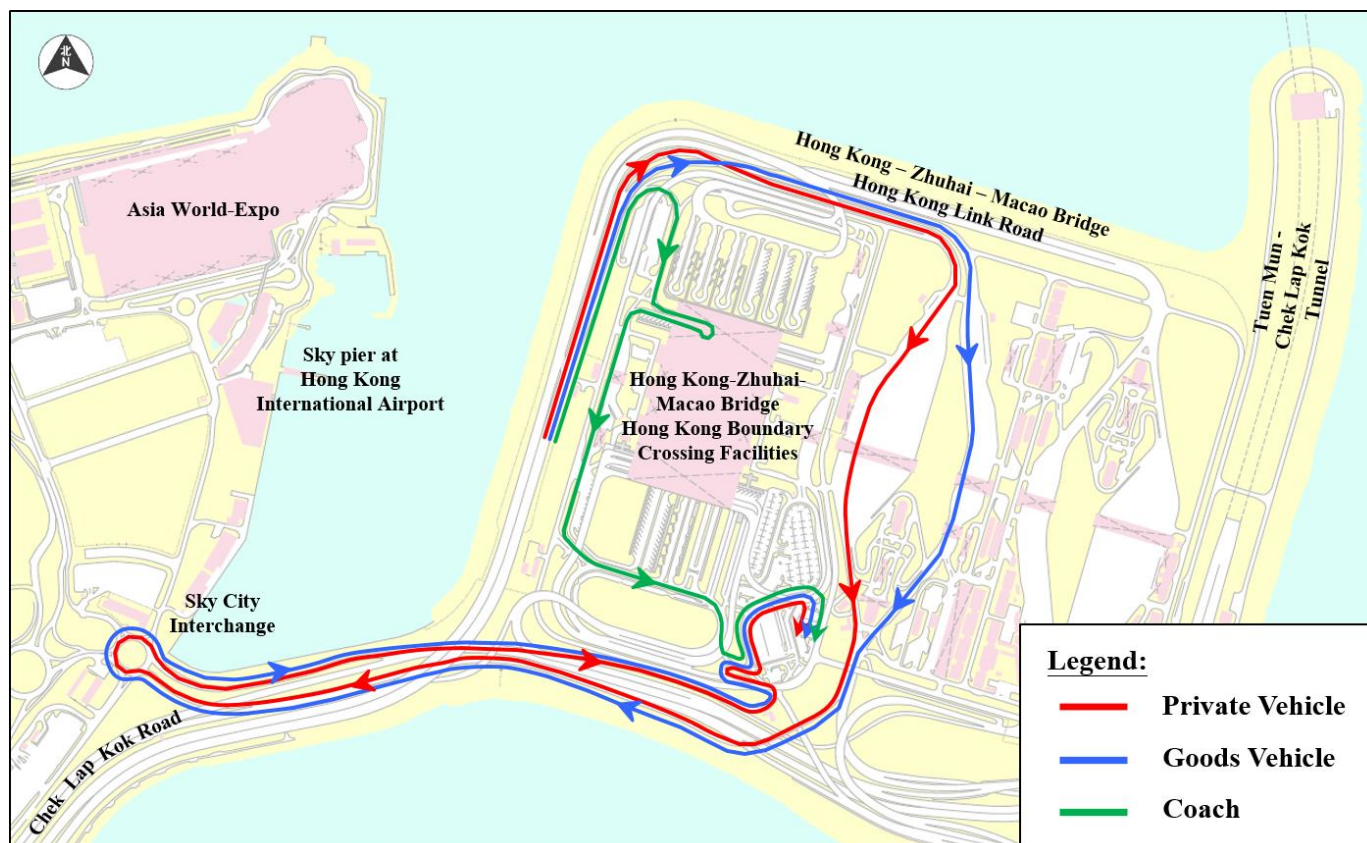 北
N
Asia World-Expo
Hong Kong – Zhuhai – Macao Bridge
Hong Kong Link Road
Tuen Mun -
Chek Lap Kok
Tunnel
Sky pier at
Hong Kong
International Airport
Hong Kong-Zhuhai-
Macao Bridge
Hong Kong Boundary
Crossing Facilities
Sky City
Interchange
Chek Lap Kok Road
Legend:
Private Vehicle
Goods Vehicle
Coach